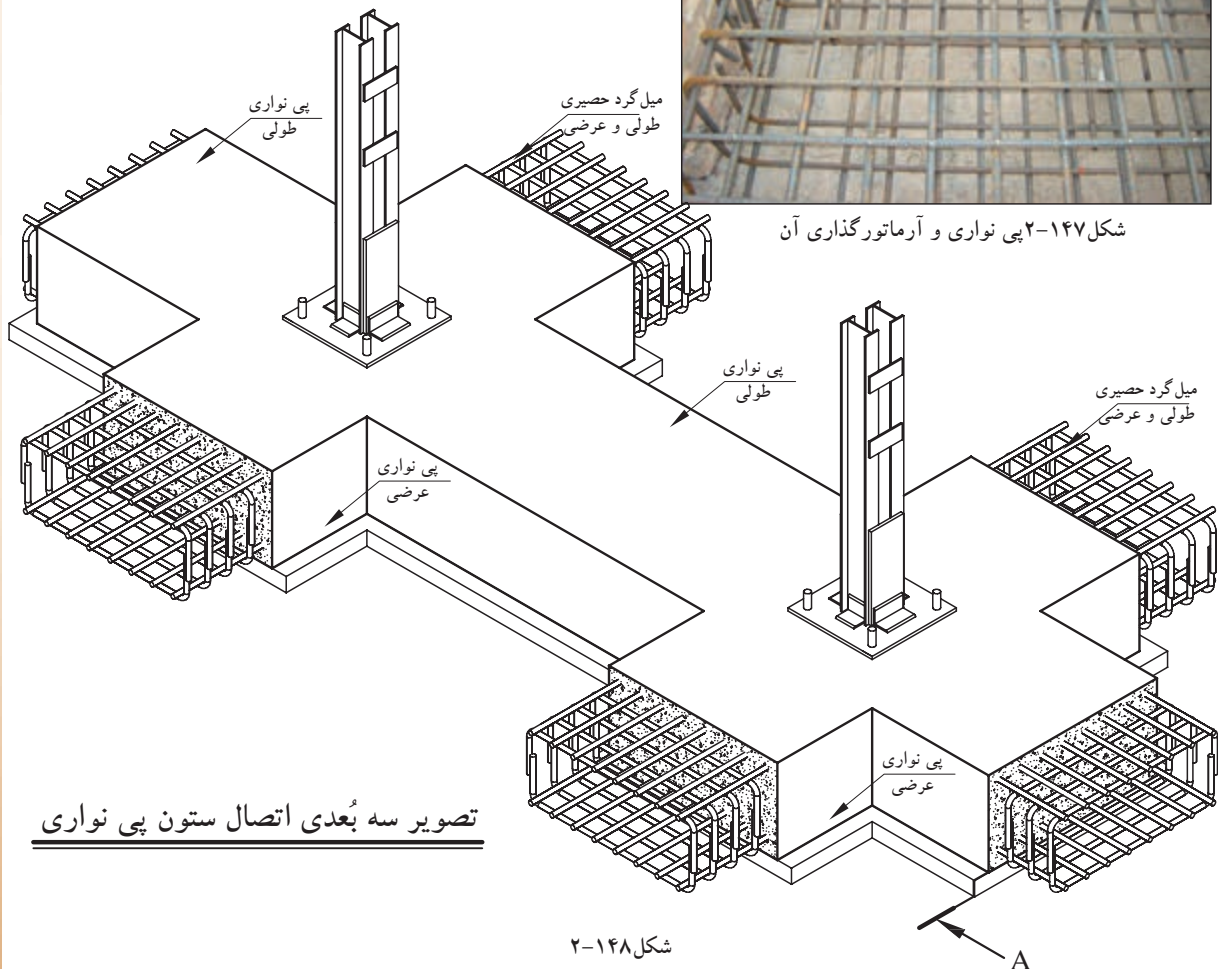 پی نواری
طولی
میل‌گرد حصیری
طولی و عرضی
شکل۱۴۷-۲پی نواری و آرماتورگذاری آن
پی نواری
طولی
میل‌گرد حصیری
طولی و عرضی
پی نواری
عرضی
پی نواری
عرضی
تصویر سه بُعدی اتصال ستون پی نواری
شکل۱۴۸-۲
A